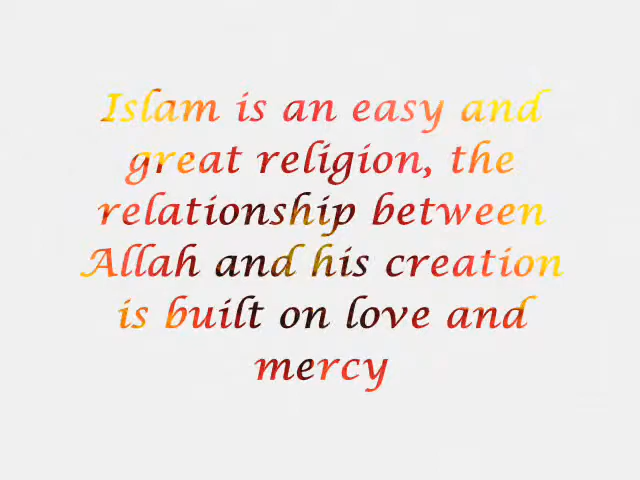 Islam is an easy and
great religion, the
relationship between
Allah and his creation
is built on love and
mercy